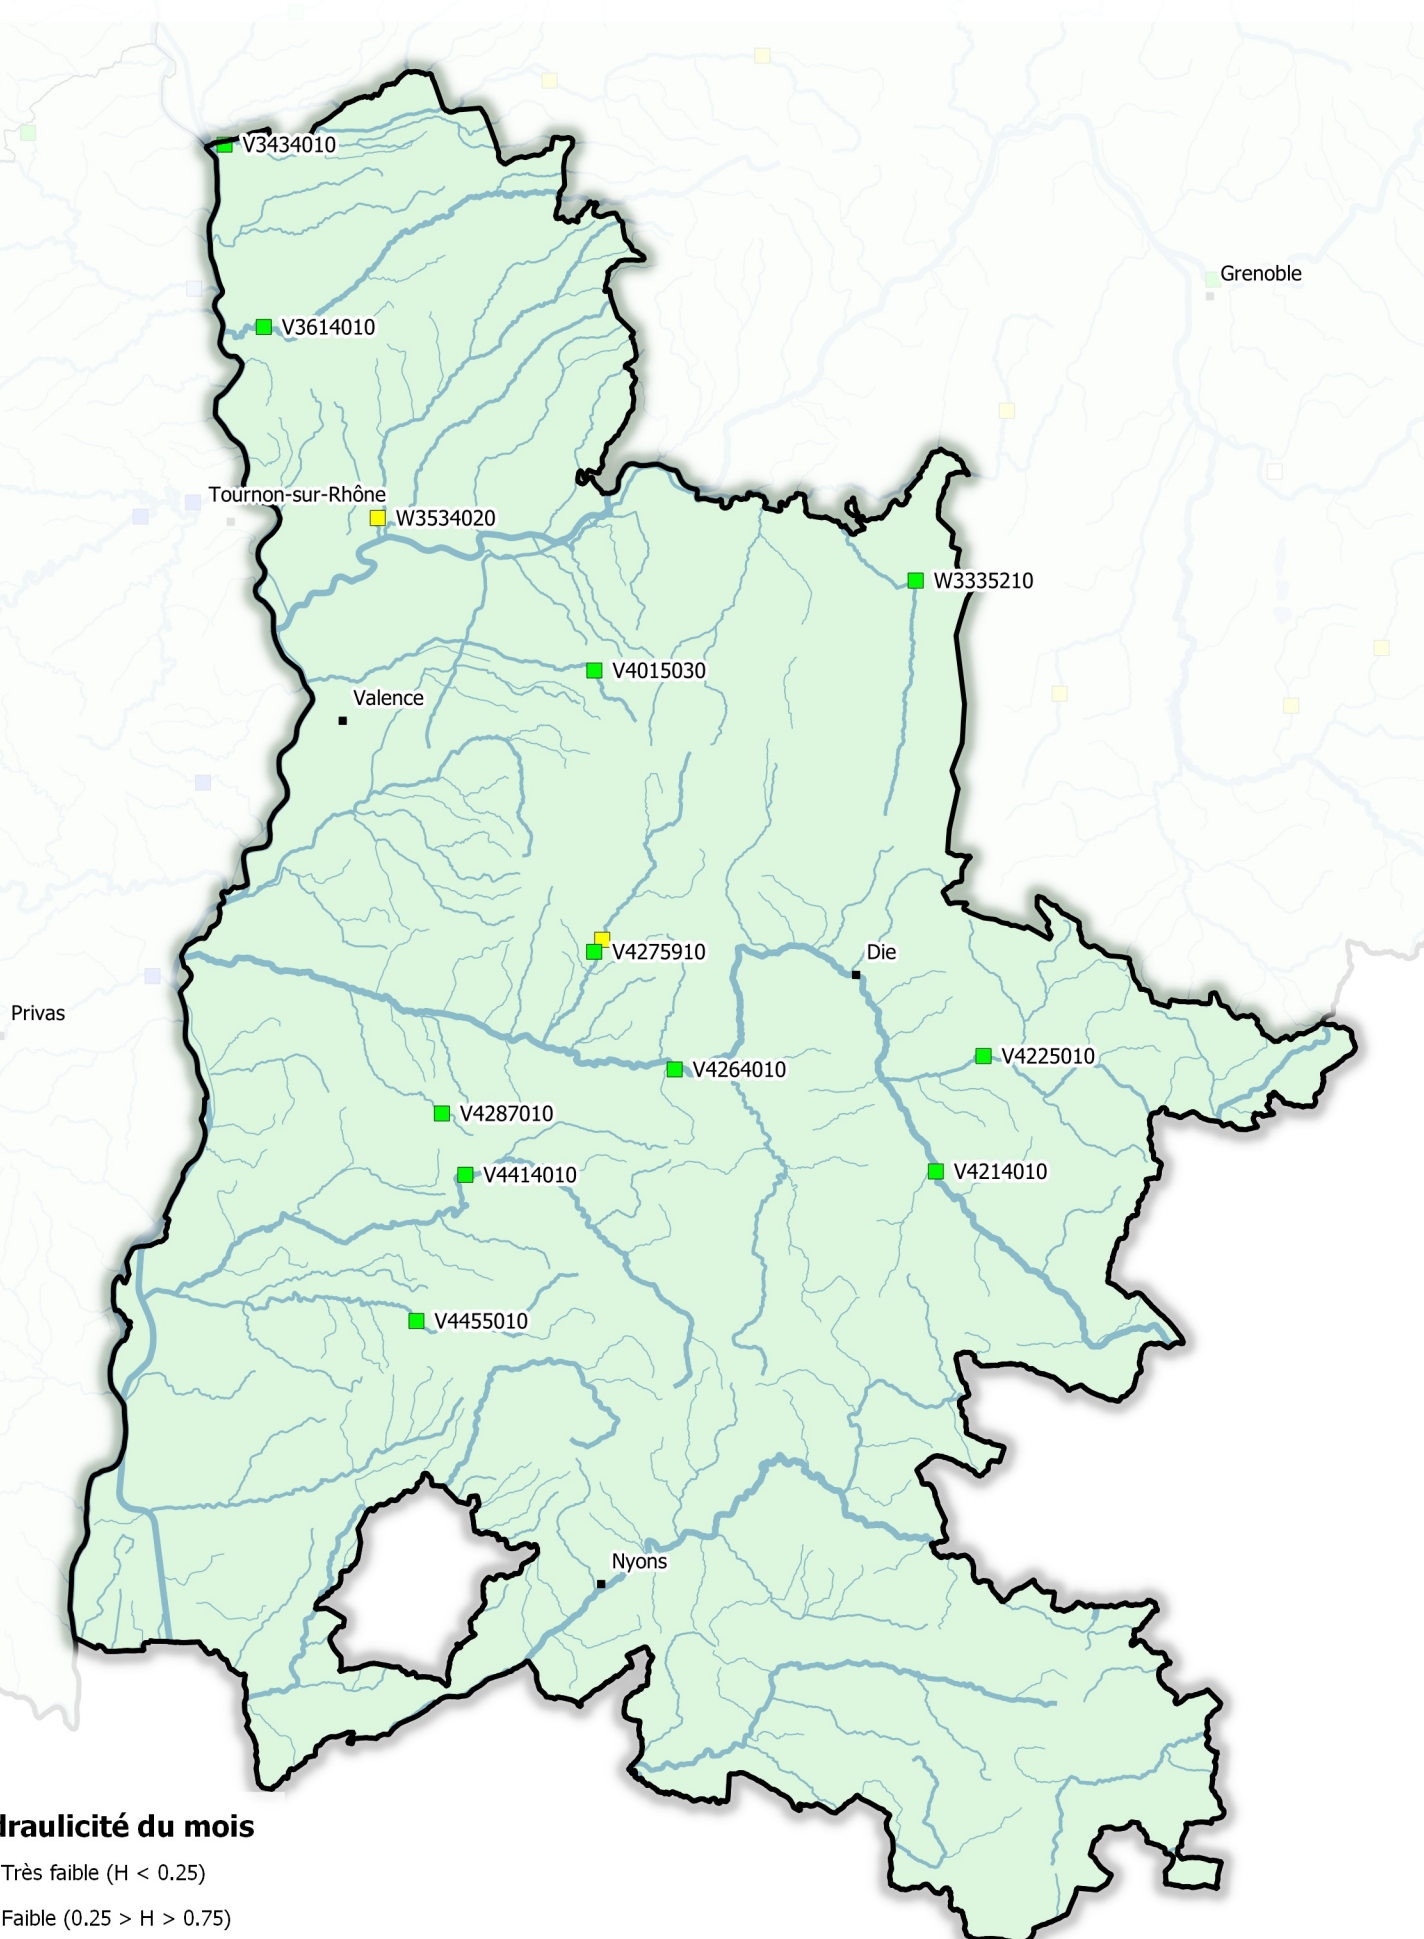 V3434010
Grenoble
V3614010
Tournon-sur-Rhône
W3534020
W3335210
V4015030
Valence
V4275910
Die
Privas
V4225010
V4264010
V4287010
V4414010
V4214010
V4455010
Nyons
draulicité du mois
Très faible (H < 0.25)
Faible (0.25 > H > 0.75)